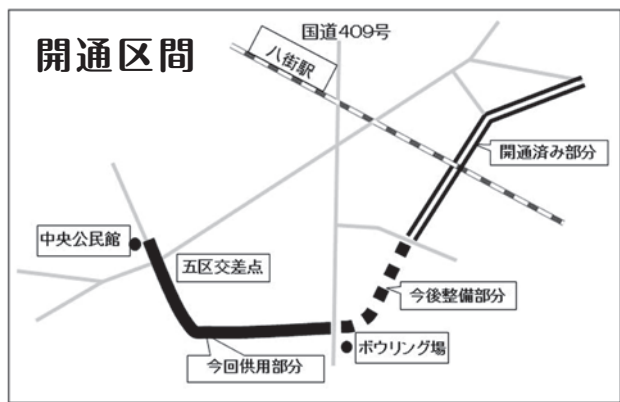 開通区間
国道409号
八街駅
開通済み部分
中央公民館
五区交差点
今後整備部分
ボウリング場
今回供用部分